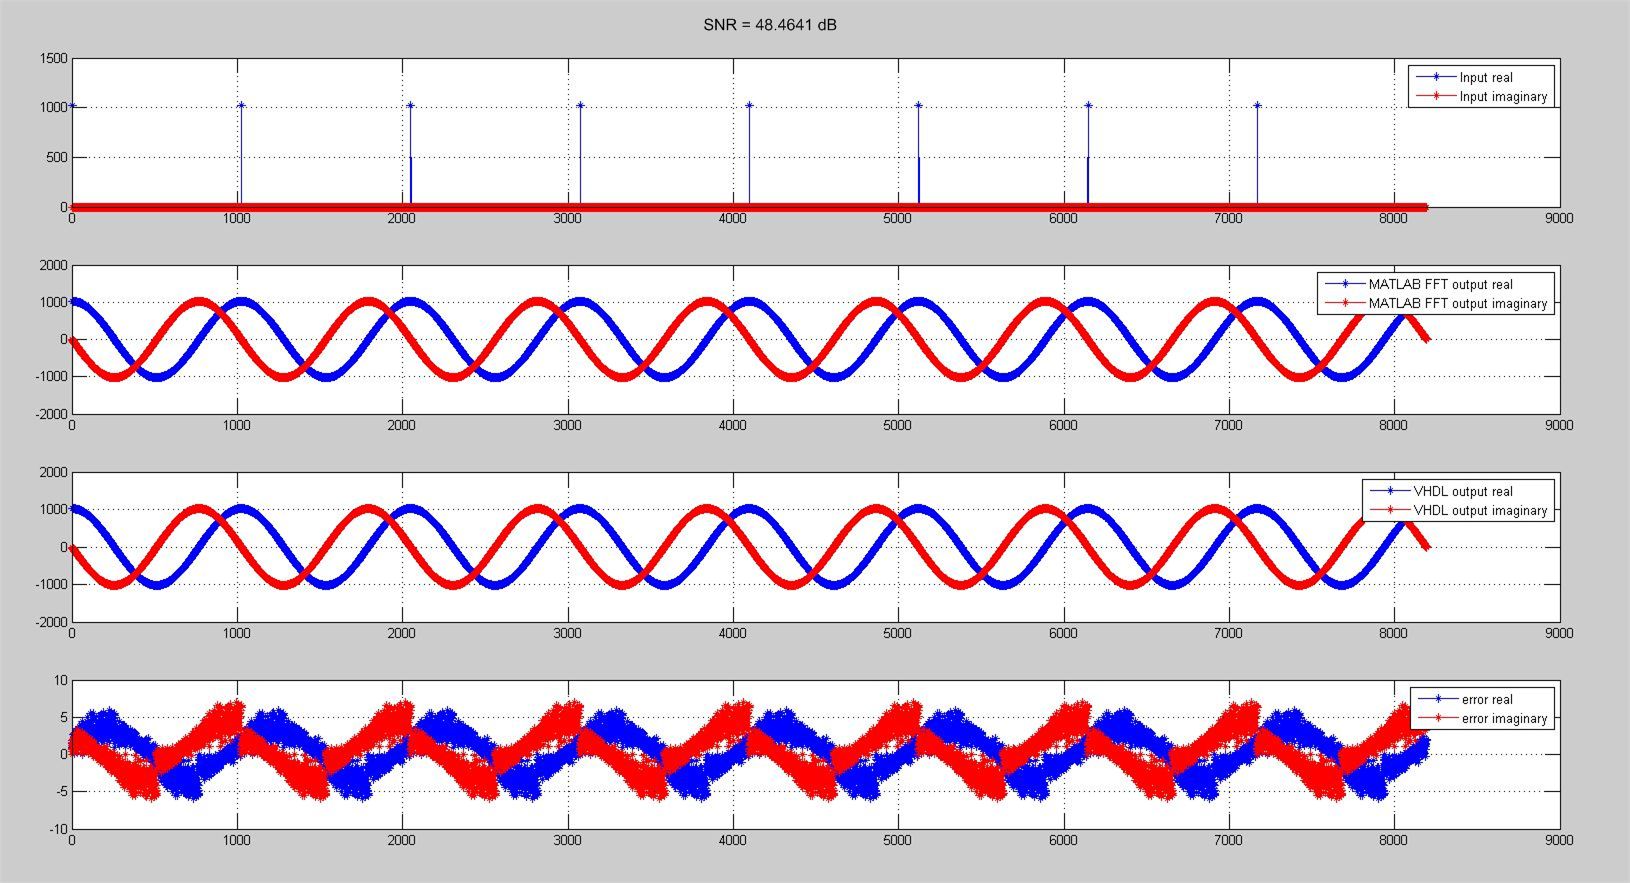 SNR = 48.4641 dB
1500
1000
500
0
0 1000 2000 3000 4000 5000 6000 7000 8000 9000
Input real
Input imaginary
2000
1000
0
-1000
-2000
0 1000 2000 3000 4000 5000 6000 7000 8000 9000
MATLAB FFT output real
MATLAB FFT output imaginary
2000
1000
0
-1000
-2000
0 1000 2000 3000 4000 5000 6000 7000 8000 9000
VHDL output real
VHDL output imaginary
10
5
0
-5
-10
0 1000 2000 3000 4000 5000 6000 7000 8000 9000
error real
error imaginary